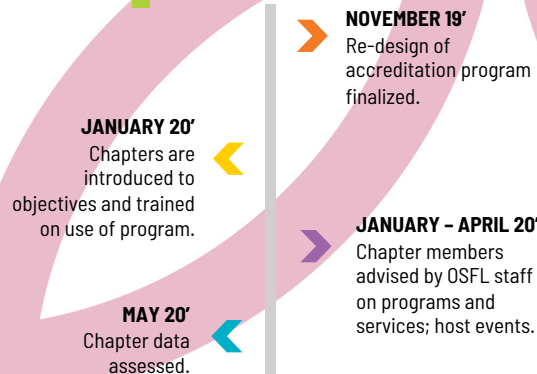 NOVEMBER 19′
Re-design of
accreditation program
finalized.
JANUARY 20′
Chapters are
introduced to
objectives and trained
on use of program.
JANUARY – APRIL 20′
Chapter members
advised by OSFL staff
on programs and
services; host events.
MAY 20′
Chapter data
assessed.